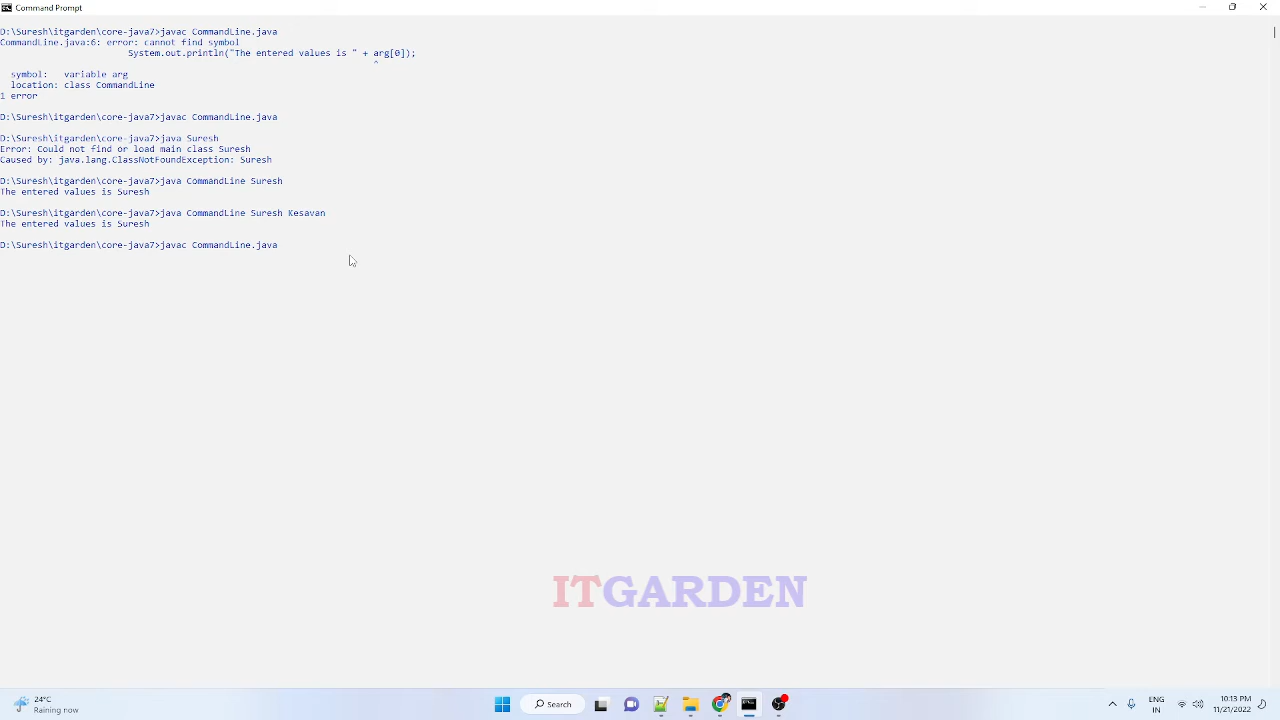 Command Prompt
D:\Suresh\itgarden\core-java7>javac CommandLine.java
CommandLine.java:6: error: cannot find symbol
System.out.println("The entered values is " + arg[0]);
^
symbol:   variable arg
location: class CommandLine
1 error
D:\Suresh\itgarden\core-java7>javac CommandLine.java
D:\Suresh\itgarden\core-java7>java Suresh
Error: Could not find or load main class Suresh
Caused by: java.lang.ClassNotFoundException: Suresh
D:\Suresh\itgarden\core-java7>java CommandLine Suresh
The entered values is Suresh
D:\Suresh\itgarden\core-java7>java CommandLine Suresh Kesavan
The entered values is Suresh
D:\Suresh\itgarden\core-java7>javac CommandLine.java
ITGARDEN
24°C
Raining now
Search
ENG
IN
10:13 PM
11/21/2022